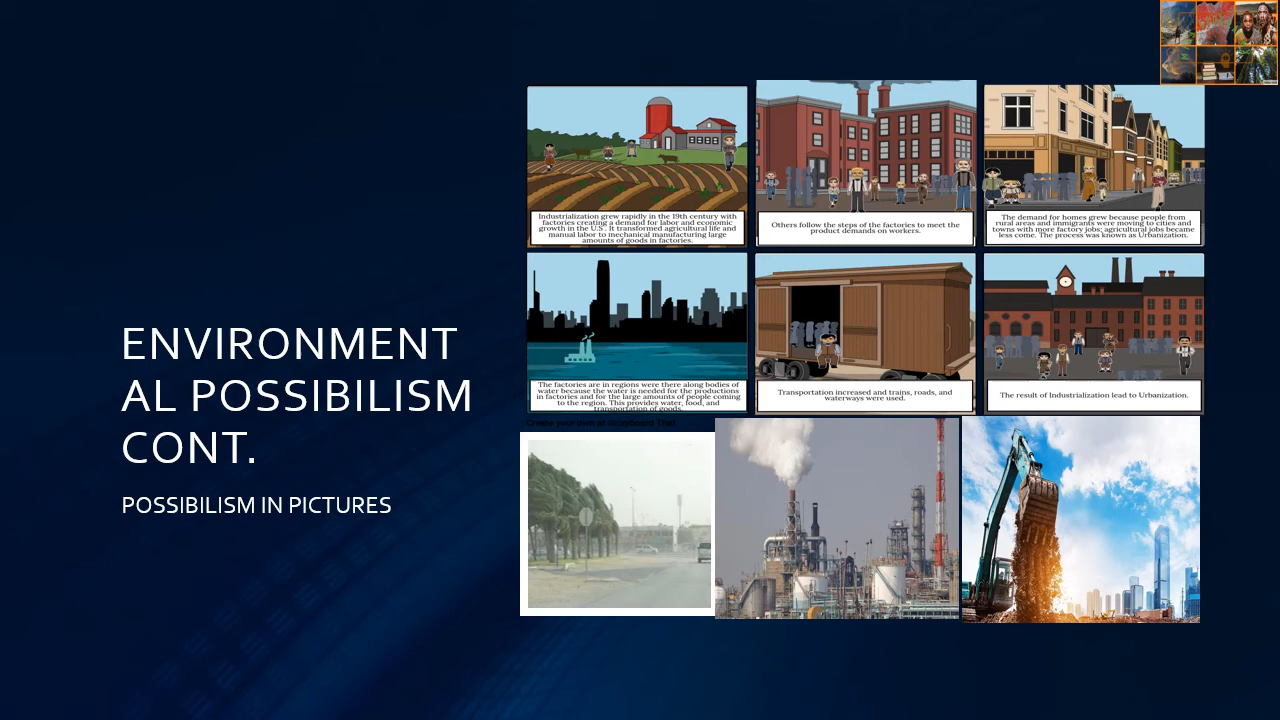 ENVIRONMENT
AL POSSIBILISM
CONT.
POSSIBILISM IN PICTURES
Industrialization grew rapidly in the 19th century with
factories creating a demand for labor and economic
growth in the U.S . It transformed agricultural life and
manual labor to mechanical manufacturing large
amounts of goods in factories.
Others follow the steps of the factories to meet the
product demands on workers.
The demand for homes grew because people from
rural areas and immigrants were moving to cities and
towns with more factory jobs; agricultural jobs became
less come. The process was known as Urbanization.
The factories are in regions were there along bodies of
water because the water is needed for the productions
in factories and for the large amounts of people coming
to the region. This provides water, food, and
transportation of goods.
Transportation increased and trains, roads, and
waterways were used.
The result of Industrialization lead to Urbanization.
Create your own at Storyboard That